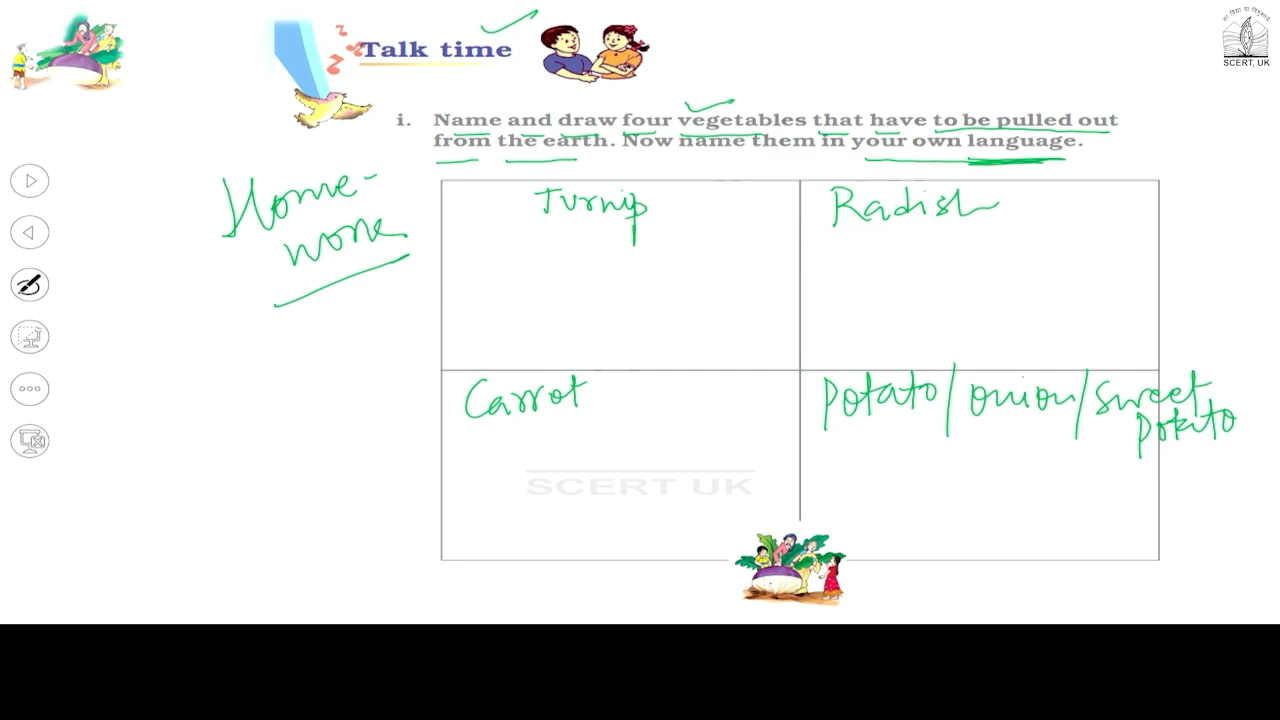 Talk time
सा विद्या या विमुक्तये
SCERT, UK
i. Name and draw four vegetables that have to be pulled out
from the earth. Now name them in your own language.
Home-
work
Turnip
Radish
Carrot
Potato/onion/sweet
potato
SCERT UK